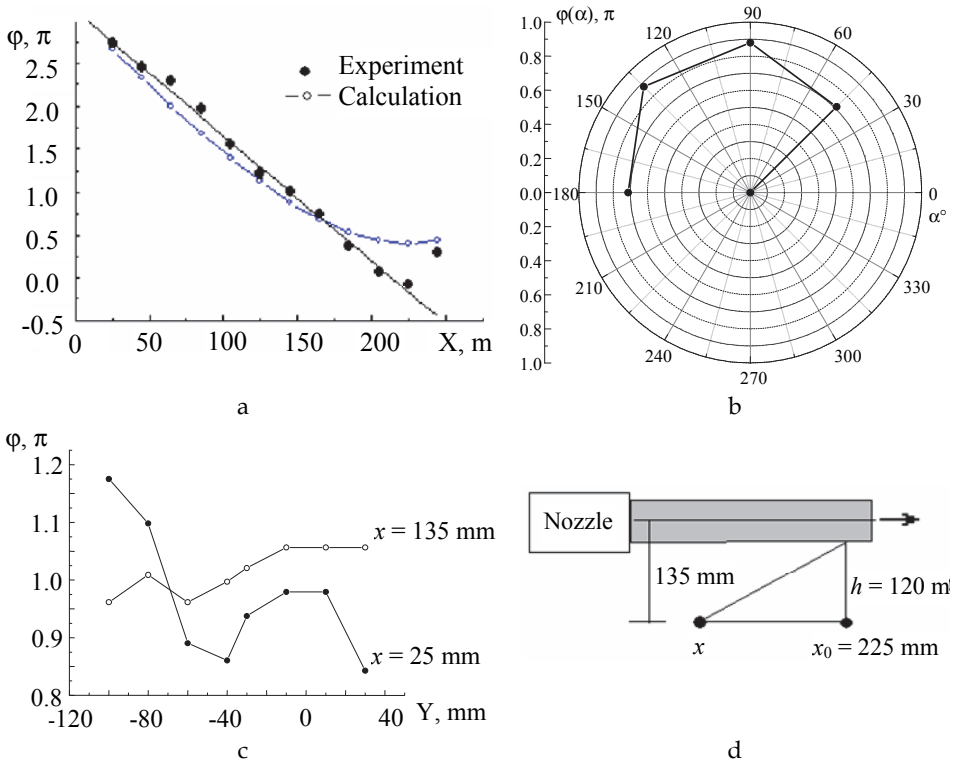 φ, π
2.5
2.0
1.5
1.0
0.5
0.0
-0.5
0
50
100
150
200
X, m
Experiment
Calculation
a
φ(α), π
1.0
0.8
0.6
0.4
0.2
0.0
0.2
0.4
0.6
0.8
1.0
90
60
30
0
α°
330
300
270
240
210
180
150
120
b
φ, π
1.2
1.1
1.0
0.9
0.8
-120
-80
-40
0
40
Y, mm
x = 135 mm
x = 25 mm
c
Nozzle
135 mm
h = 120 m
x
x₀ = 225 mm
d